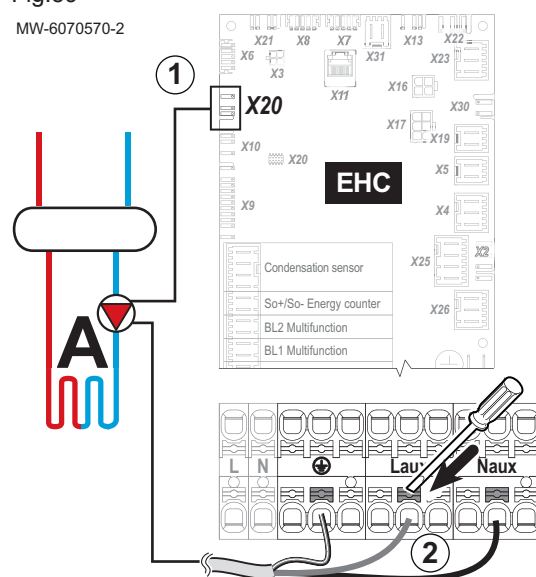 MW-6070570-2
X21 X8 X7 X31 X13 X22
X6 X3 X23
1
X20
X11 X16 X30
X17 X19
X10
X20
X5
EHC
X9 X4
X25 X2
Condensation sensor
So+/So- Energy counter X26
BL2 Multifunction
BL1 Multifunction
A
L N Laux Naux
2